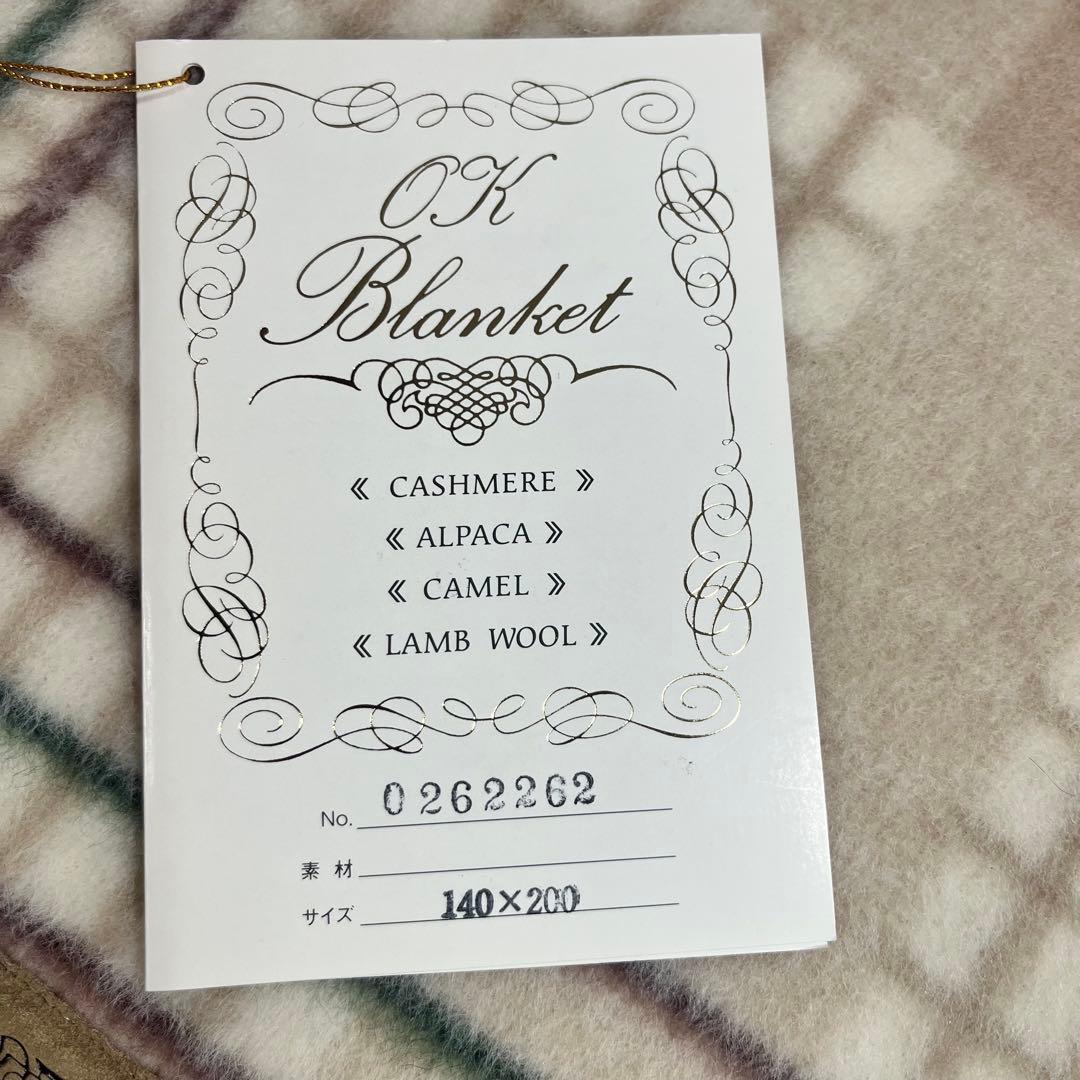 OK
Blanket
《 CASHMERE 》
《 ALPACA 》
《 CAMEL 》
《 LAMB WOOL 》
No. 0262262
素 材
サイズ 140×200